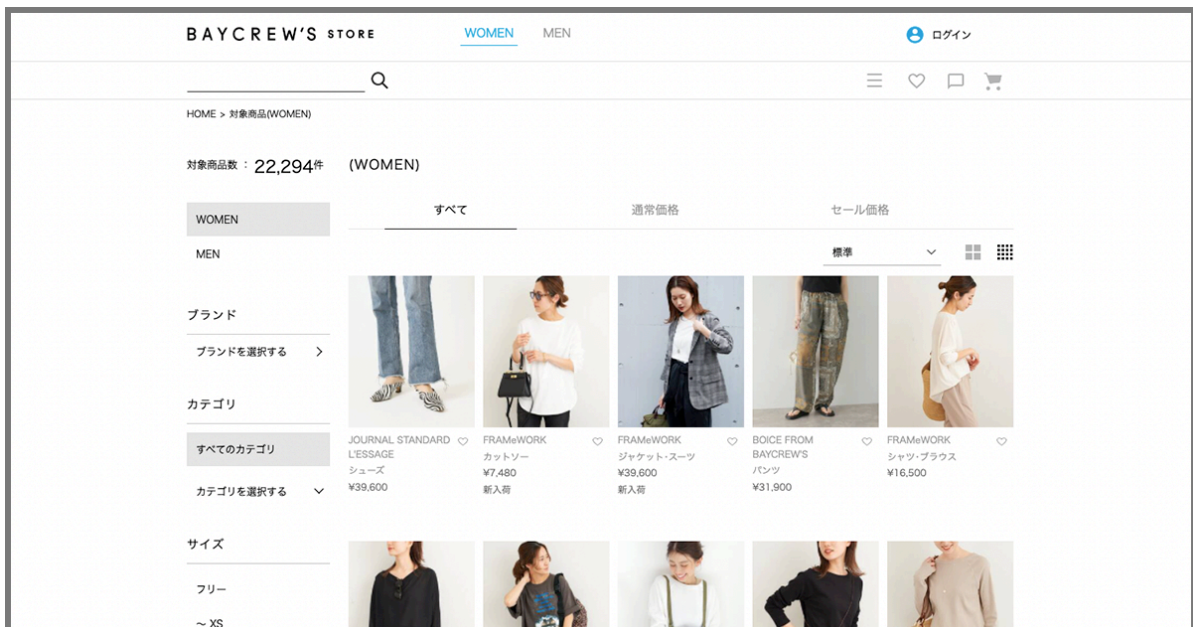 BAYCREW'S STORE
WOMEN
MEN
ログイン
HOME > 対象商品(WOMEN)
対象商品数 : 22,294件
(WOMEN)
すべて
通常価格
セール価格
標準
WOMEN
MEN
ブランド
ブランドを選択する
カテゴリ
すべてのカテゴリ
カテゴリを選択する
サイズ
フリー
～ XS
JOURNAL STANDARD
L'ESSAGE
シューズ
¥39,600
FRAMeWORK
カットソー
¥7,480
新入荷
FRAMeWORK
ジャケット・スーツ
¥39,600
新入荷
BOICE FROM
BAYCREW'S
パンツ
¥31,900
FRAMeWORK
シャツ・ブラウス
¥16,500